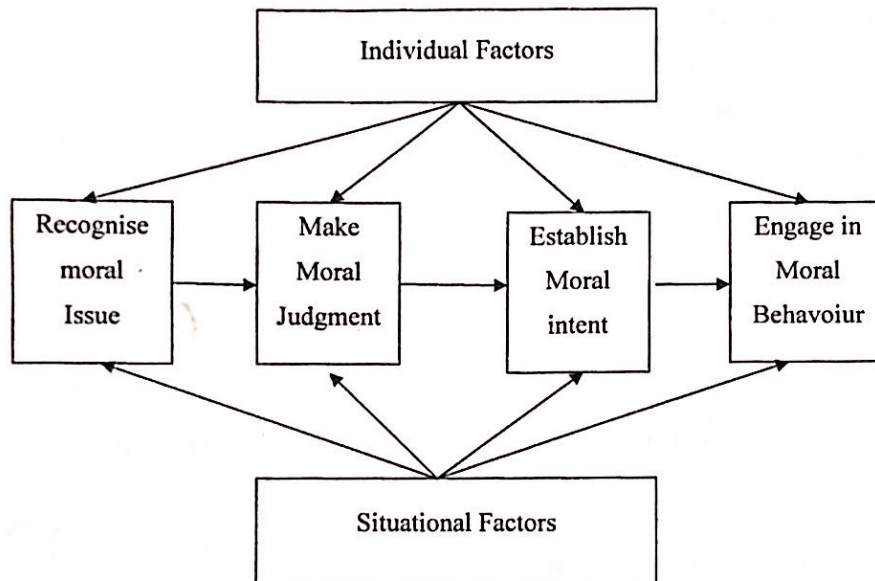 Individual Factors
Recognise
moral
Issue
Make
Moral
Judgment
Establish
Moral
intent
Engage in
Moral
Behavoiur
Situational Factors